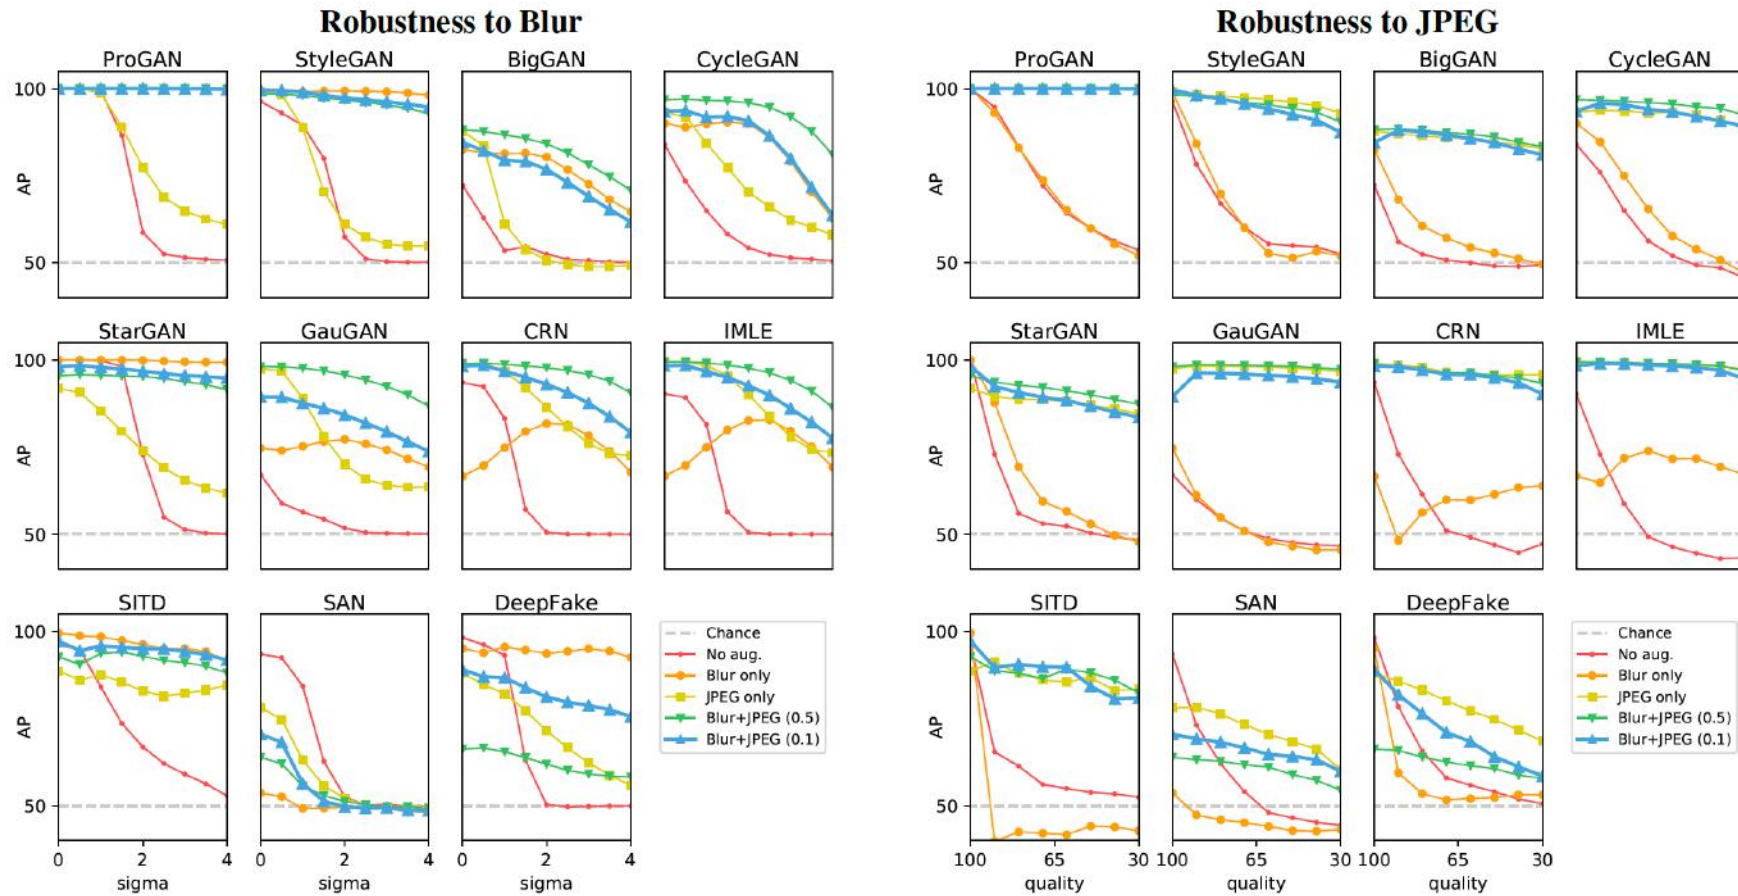 Robustness to Blur
Robustness to JPEG
ProGAN StyleGAN BigGAN CycleGAN
100
AP
50
StarGAN GauGAN CRN IMLE
100
AP
50
SITD SAN DeepFake
100
AP
50
0 2 4 0 2 4 0 2 4
sigma sigma sigma
Chance
No aug.
Blur only
JPEG only
Blur+JPEG (0.5)
Blur+JPEG (0.1)
ProGAN StyleGAN BigGAN CycleGAN
100
AP
50
StarGAN GauGAN CRN IMLE
100
AP
50
SITD SAN DeepFake
100
AP
50
100 65 30 100 65 30 100 65 30
quality quality quality
Chance
No aug.
Blur only
JPEG only
Blur+JPEG (0.5)
Blur+JPEG (0.1)